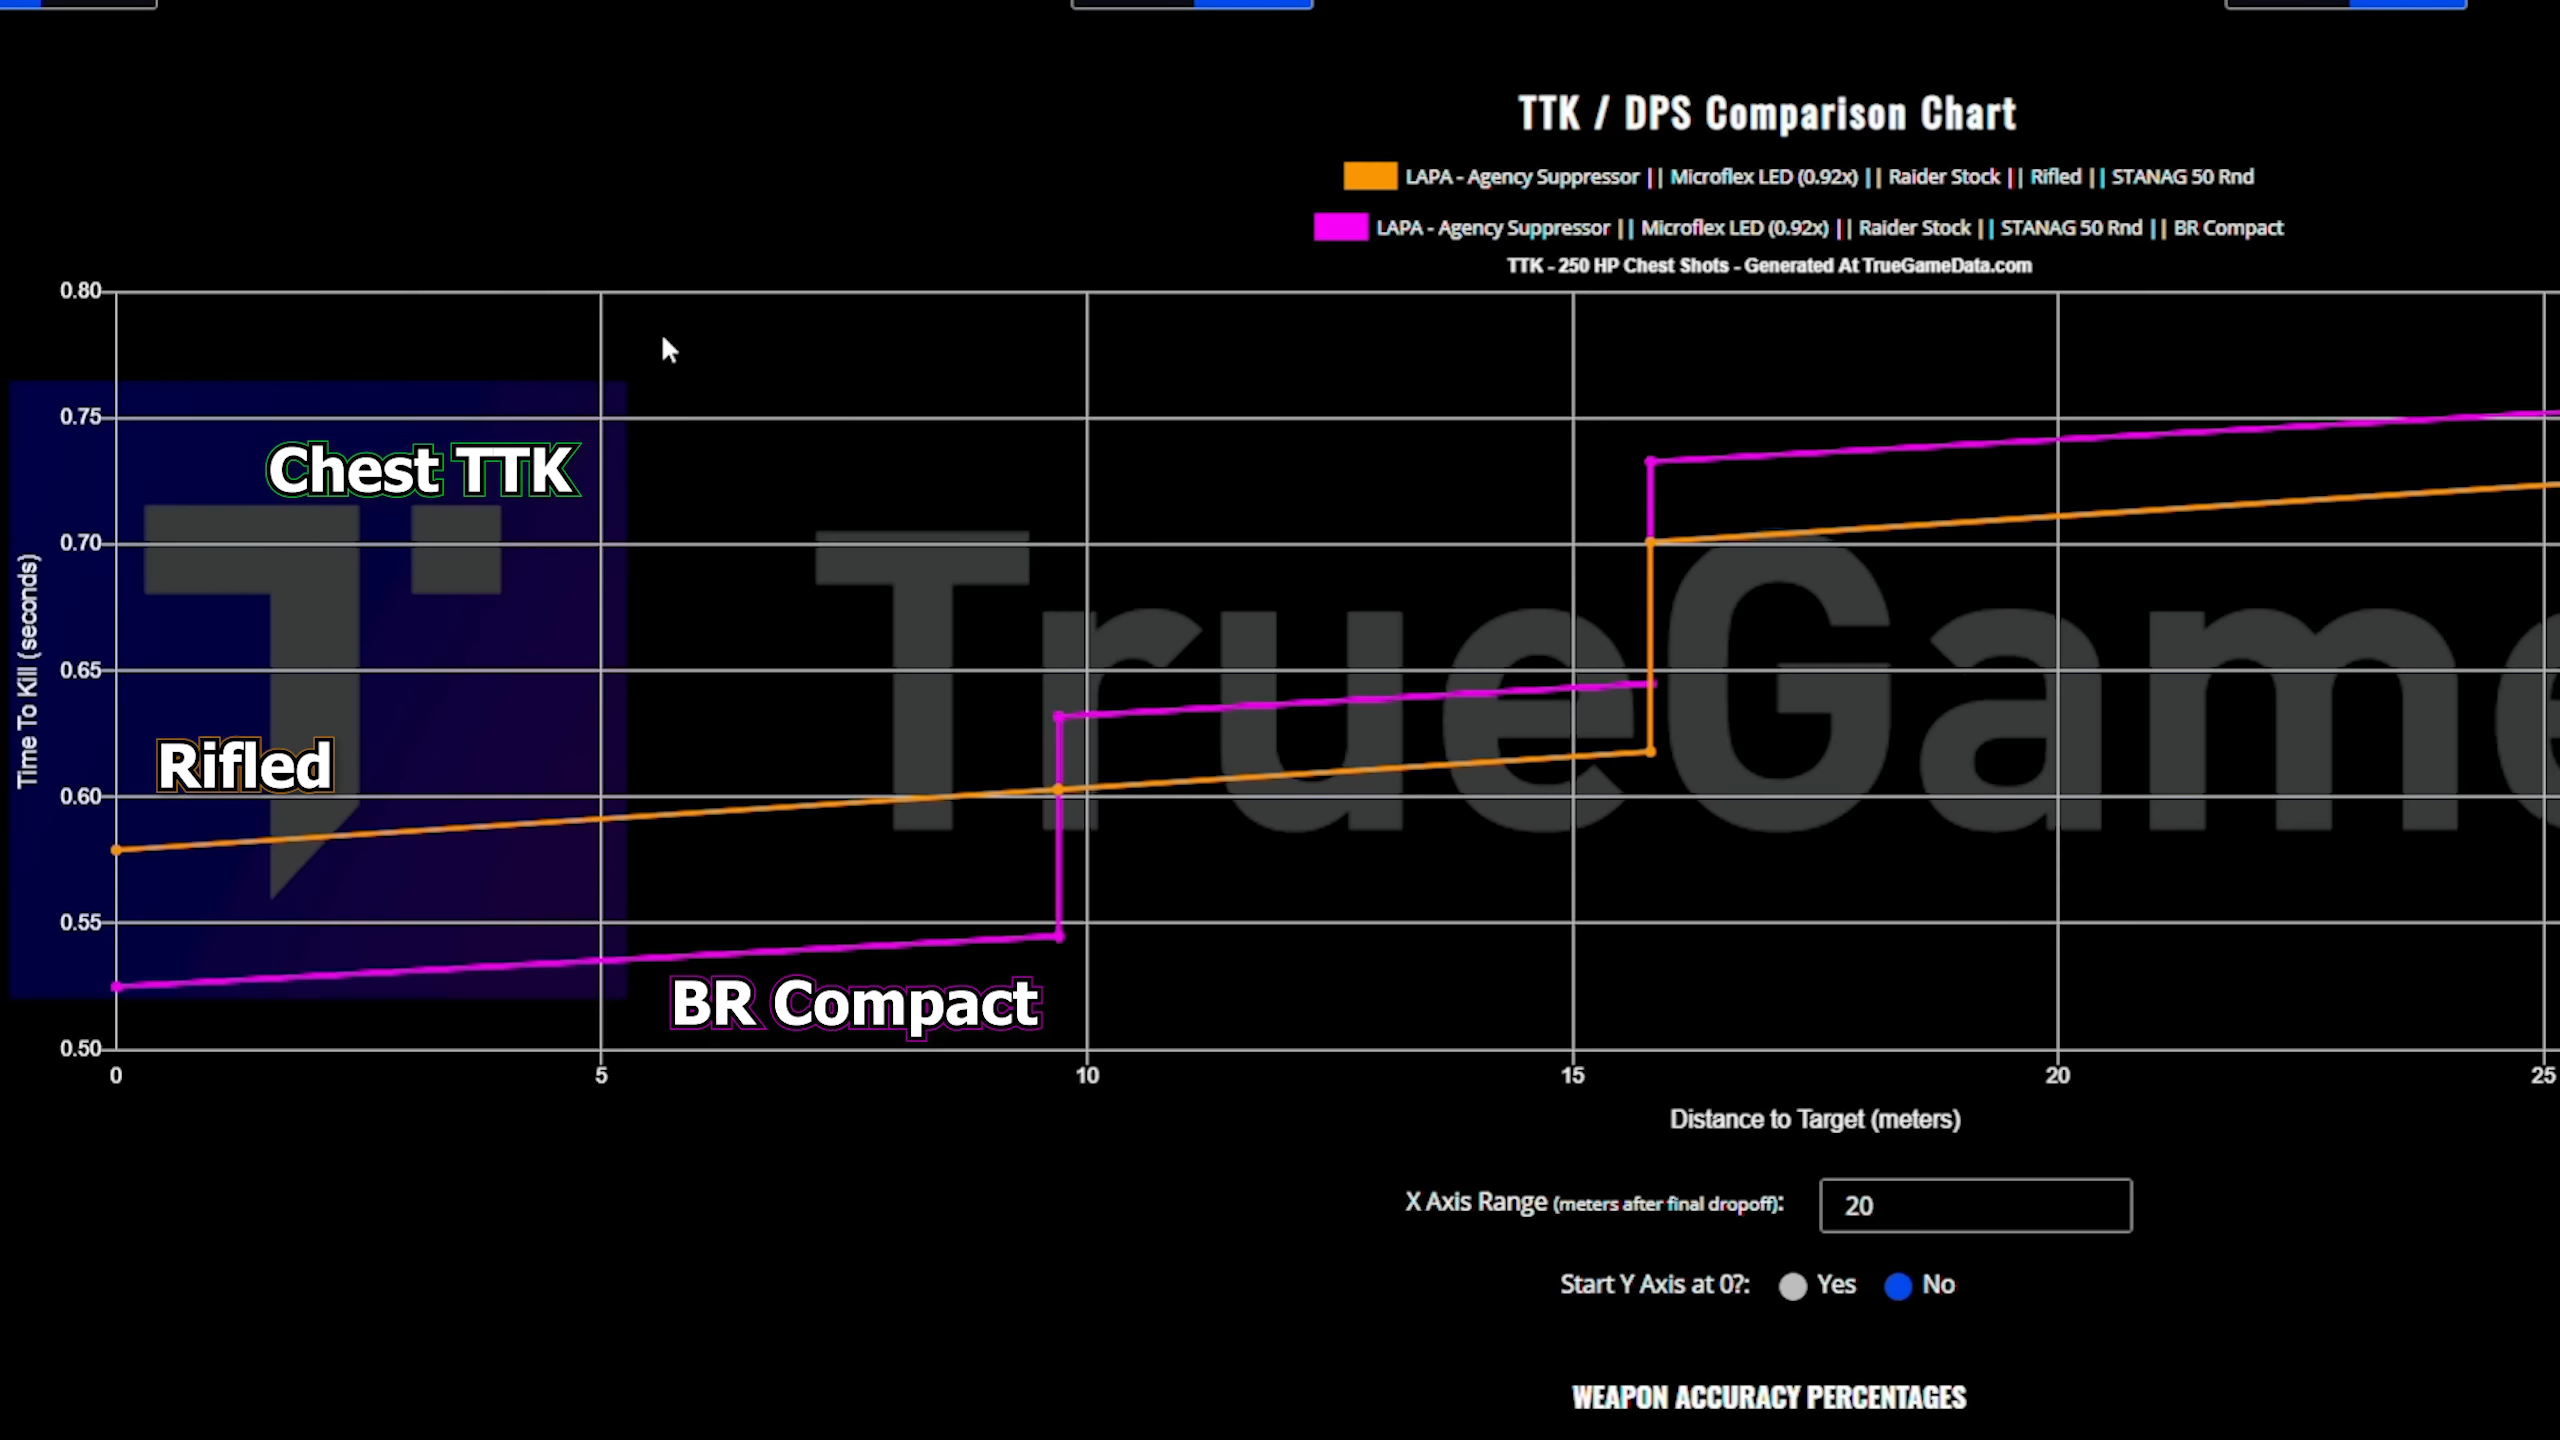 TTK / DPS Comparison Chart
LAPA - Agency Suppressor || Microflex LED (0.92x) || Raider Stock || Rifled || STANAG 50 Rnd
LAPA - Agency Suppressor || Microflex LED (0.92x) || Raider Stock || STANAG 50 Rnd || BR Compact
TTK - 250 HP Chest Shots - Generated At TrueGameData.com
0.80
0.75
Chest TTK
0.70
TrueGame
0.65
Time To Kill (seconds)
Rifled
0.60
0.55
BR Compact
0.50
0 5 10 15 20 25
Distance to Target (meters)
X Axis Range (meters after final dropoff): 20
Start Y Axis at 0?: Yes No
WEAPON ACCURACY PERCENTAGES